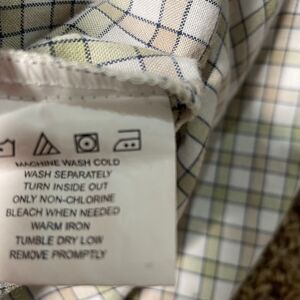 MACHINE WASH COLD
WASH SEPARATELY
TURN INSIDE OUT
ONLY NON-CHLORINE
BLEACH WHEN NEEDED
WARM IRON
TUMBLE DRY LOW
REMOVE PROMPTLY